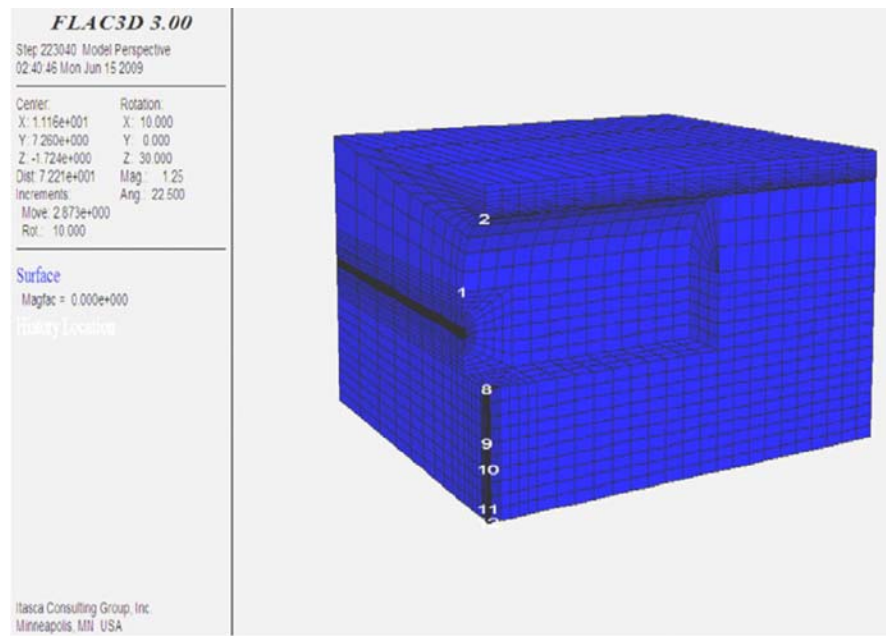 FLAC3D 3.00
Step 223040 Model Perspective
02:40:46 Mon Jun 15 2009
Center: Rotation:
X: 1.116e+001 X: 10.000
Y: 7.260e+000 Y: 0.000
Z: -1.724e+000 Z: 30.000
Dist: 7.221e+001 Mag.: 1.25
Increments: Ang.: 22.500
Move: 2.873e+000
Rot.: 10.000
Surface
Magfac = 0.000e+000
History Location
2
1
8
9
10
11
Itasca Consulting Group, Inc.
Minneapolis, MN USA